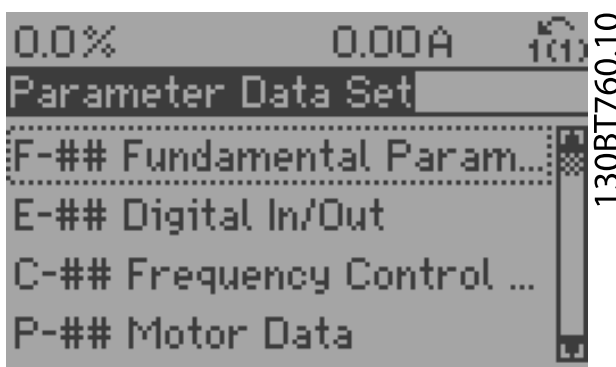 0.0% 0.00A 1(1)
Parameter Data Set
F-## Fundamental Param...
E-## Digital In/Out
C-## Frequency Control ...
P-## Motor Data
130BT760.10